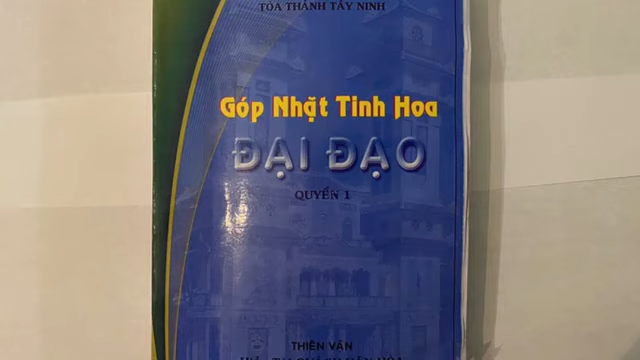 TÒA THÁNH TÂY NINH
Góp Nhặt Tinh Hoa
ĐẠI ĐẠO
QUYỂN 1
THIÊN VÂN